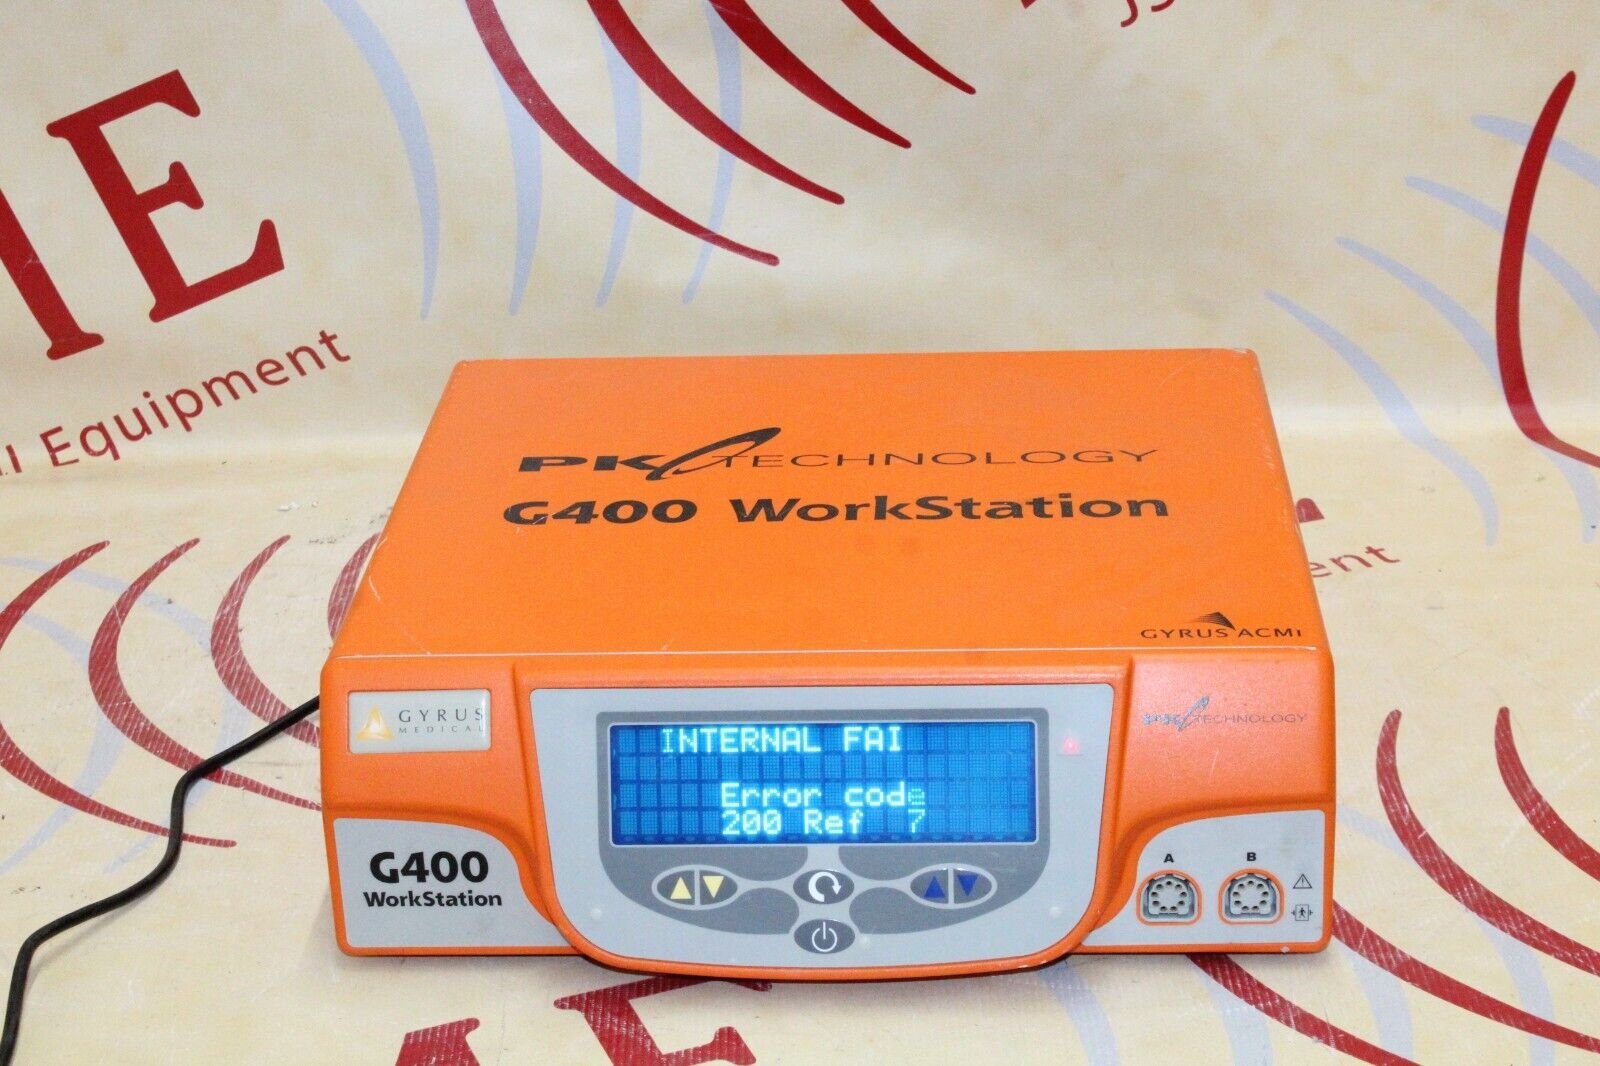 IE
al Equipment
PK TECHNOLOGY
G400 WorkStation
GYRUS ACMI
GYRUS
MEDICAL
PK TECHNOLOGY
INTERNAL FAI
Error code
200 Ref 7
G400
WorkStation
A B